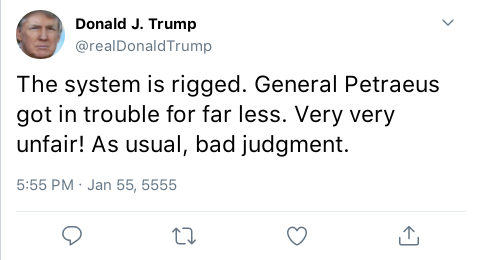 Donald J. Trump
@realDonaldTrump
The system is rigged. General Petraeus
got in trouble for far less. Very very
unfair! As usual, bad judgment.
5:55 PM · Jan 55, 5555